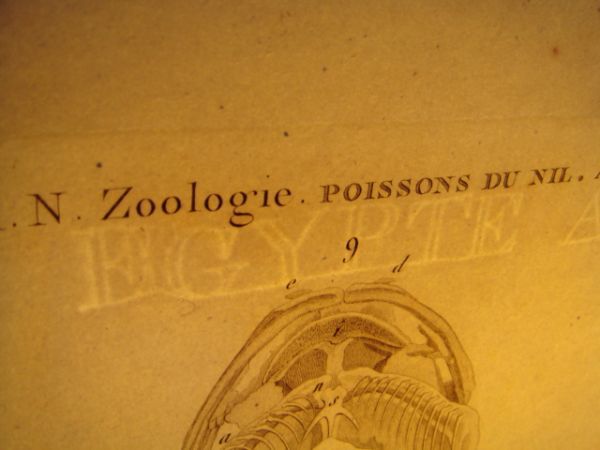 . N. Zoologie. POISSONS DU NIL.
EGYPTE
9
e d
i
n
s
a